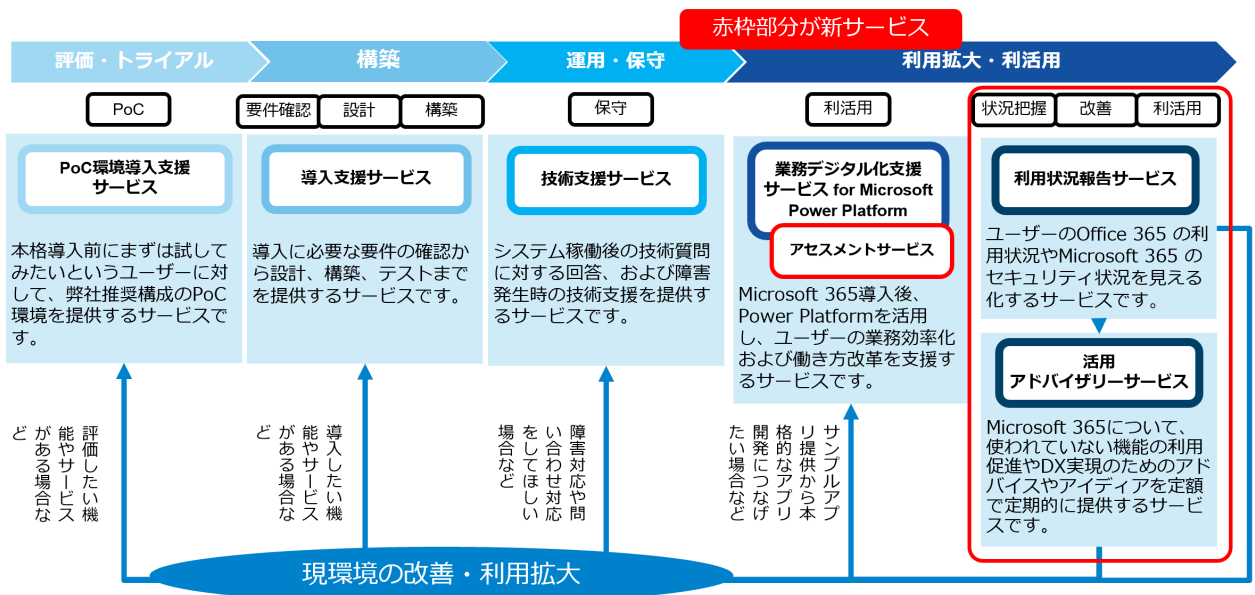 赤枠部分が新サービス
評価・トライアル
構築
運用・保守
利用拡大・利活用
PoC
要件確認
設計
構築
保守
利活用
状況把握
改善
利活用
PoC環境導入支援
サービス
本格導入前にまずは試して
みたいというユーザーに対
して、弊社推奨構成のPoC
環境を提供するサービスで
す。
導入支援サービス
導入に必要な要件の確認か
ら設計、構築、テストまで
を提供するサービスです。
技術支援サービス
システム稼働後の技術質問
に対する回答、および障害
発生時の技術支援を提供す
るサービスです。
業務デジタル化支援
サービス for Microsoft
Power Platform
アセスメントサービス
Microsoft 365導入後、
Power Platformを活用
し、ユーザーの業務効率化
および働き方改革を支援す
るサービスです。
利用状況報告サービス
ユーザーのOffice 365 の利
用状況やMicrosoft 365 の
セキュリティ状況を見える
化するサービスです。
活用
アドバイザリーサービス
Microsoft 365について、
使われていない機能の利用
促進やDX実現のためのアド
バイスやアイディアを定額
で定期的に提供するサービ
スです。
評価したい機
能やサービス
がある場合な
ど
導入したい機
能やサービス
がある場合な
ど
障害対応や問
い合わせ対応
をしてほしい
場合など
サンプルアプ
リ提供から本
格的なアプリ
開発につなげ
たい場合など
現環境の改善・利用拡大